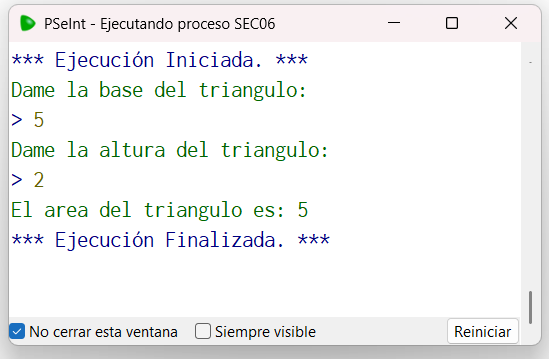 PSeInt - Ejecutando proceso SEC06
*** Ejecución Iniciada. ***
Dame la base del triangulo:
> 5
Dame la altura del triangulo:
> 2
El area del triangulo es: 5
*** Ejecución Finalizada. ***
No cerrar esta ventana Siempre visible Reiniciar